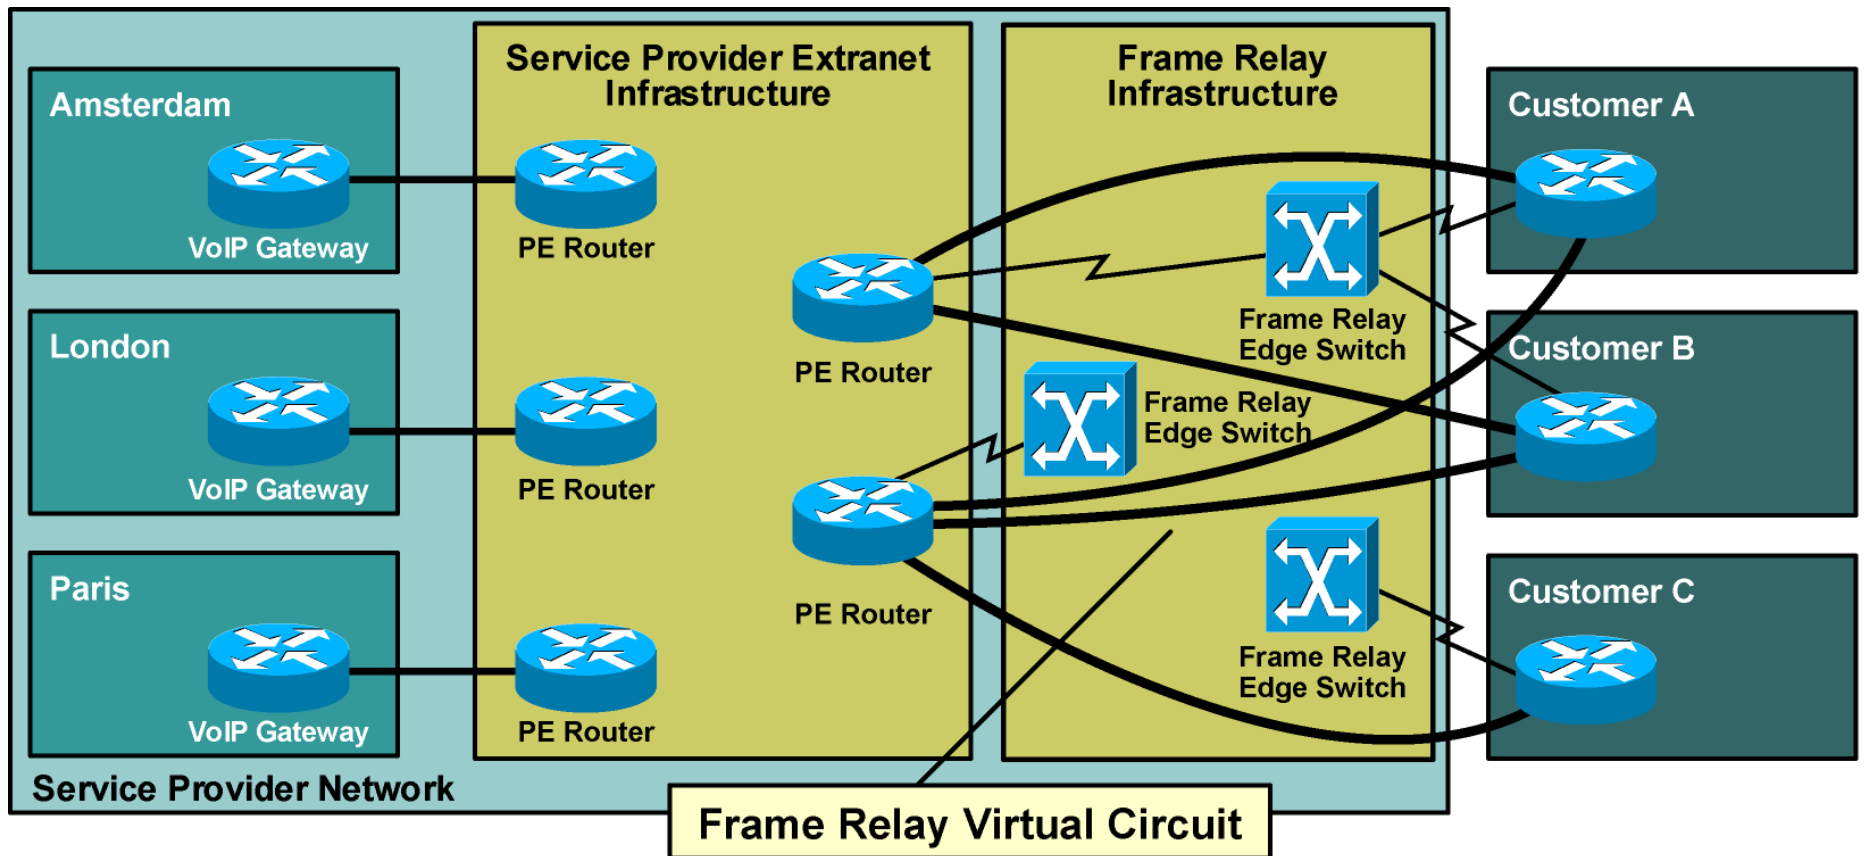 Service Provider Extranet
Infrastructure
Frame Relay
Infrastructure
Amsterdam
VoIP Gateway
PE Router
Customer A
PE Router
Frame Relay
Edge Switch
London
VoIP Gateway
PE Router
Frame Relay
Edge Switch
Customer B
PE Router
Paris
VoIP Gateway
PE Router
Frame Relay
Edge Switch
Customer C
Service Provider Network
Frame Relay Virtual Circuit